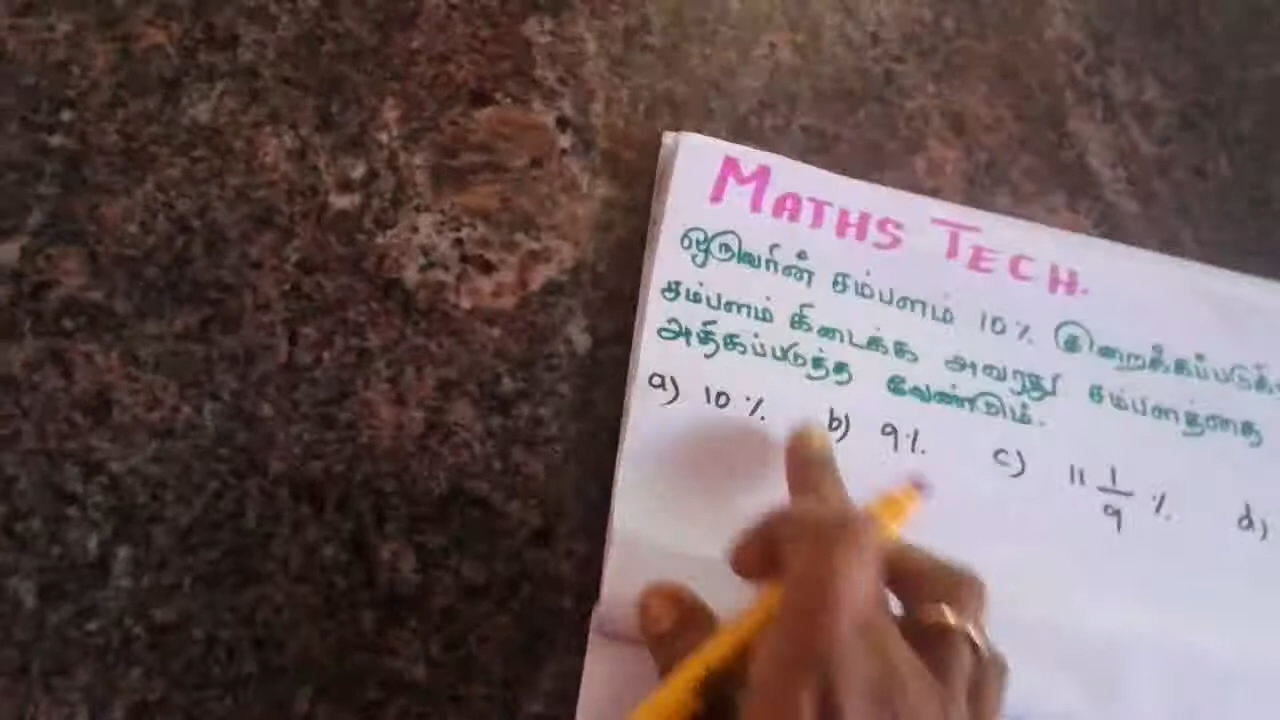 MATHS TECH.
ஒருவரின் சம்பளம் 10% குறைக்கப்படுக்
சம்பளம் கிடைக்க அவரது சம்பளத்தை
அதிகப்படுத்த வேண்டும்.
a) 10% b) 9% c) 11 1/9 % d)